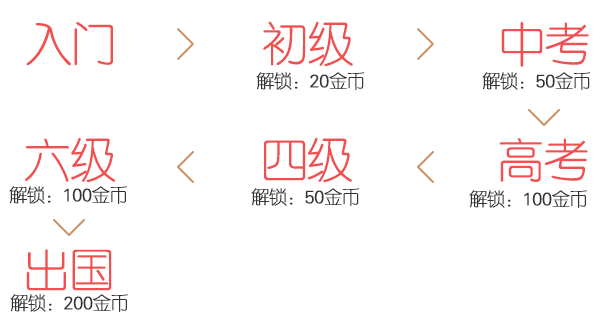 入门
初级
解锁：20金币
中考
解锁：50金币
高考
解锁：100金币
四级
解锁：50金币
六级
解锁：100金币
出国
解锁：200金币